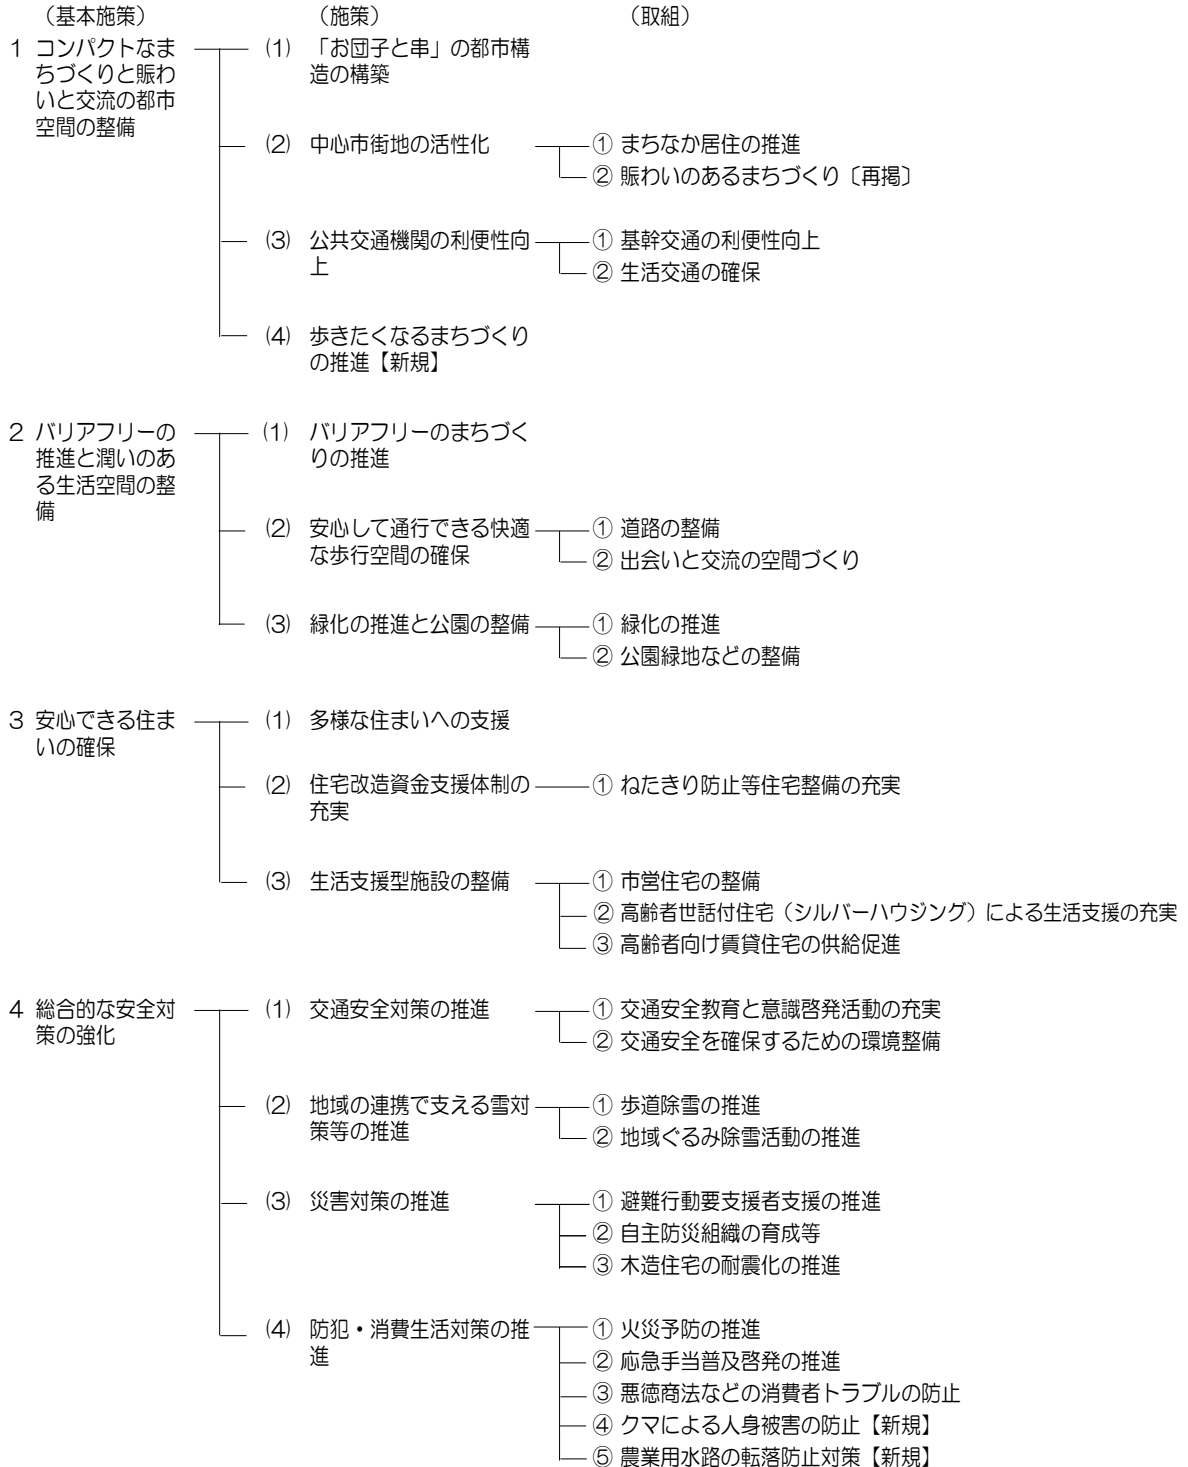 （基本施策） （施策） （取組）
1 コンパクトなま (1) 「お団子と串」の都市構
ちづくりと賑わ 造の構築
いと交流の都市
空間の整備
(2) 中心市街地の活性化 ① まちなか居住の推進
② 賑わいのあるまちづくり〔再掲〕
(3) 公共交通機関の利便性向 ① 基幹交通の利便性向上
上 ② 生活交通の確保
(4) 歩きたくなるまちづくり
の推進【新規】
2 バリアフリーの (1) バリアフリーのまちづく
推進と潤いのあ りの推進
る生活空間の整
備
(2) 安心して通行できる快適 ① 道路の整備
な歩行空間の確保 ② 出会いと交流の空間づくり
(3) 緑化の推進と公園の整備 ① 緑化の推進
② 公園緑地などの整備
3 安心できる住ま (1) 多様な住まいへの支援
いの確保
(2) 住宅改造資金支援体制の ① ねたきり防止等住宅整備の充実
充実
(3) 生活支援型施設の整備 ① 市営住宅の整備
② 高齢者世話付住宅（シルバーハウジング）による生活支援の充実
③ 高齢者向け賃貸住宅の供給促進
4 総合的な安全対 (1) 交通安全対策の推進 ① 交通安全教育と意識啓発活動の充実
策の強化 ② 交通安全を確保するための環境整備
(2) 地域の連携で支える雪対 ① 歩道除雪の推進
策等の推進 ② 地域ぐるみ除雪活動の推進
(3) 災害対策の推進 ① 避難行動要支援者支援の推進
② 自主防災組織の育成等
③ 木造住宅の耐震化の推進
(4) 防犯・消費生活対策の推 ① 火災予防の推進
進 ② 応急手当普及啓発の推進
③ 悪徳商法などの消費者トラブルの防止
④ クマによる人身被害の防止【新規】
⑤ 農業用水路の転落防止対策【新規】